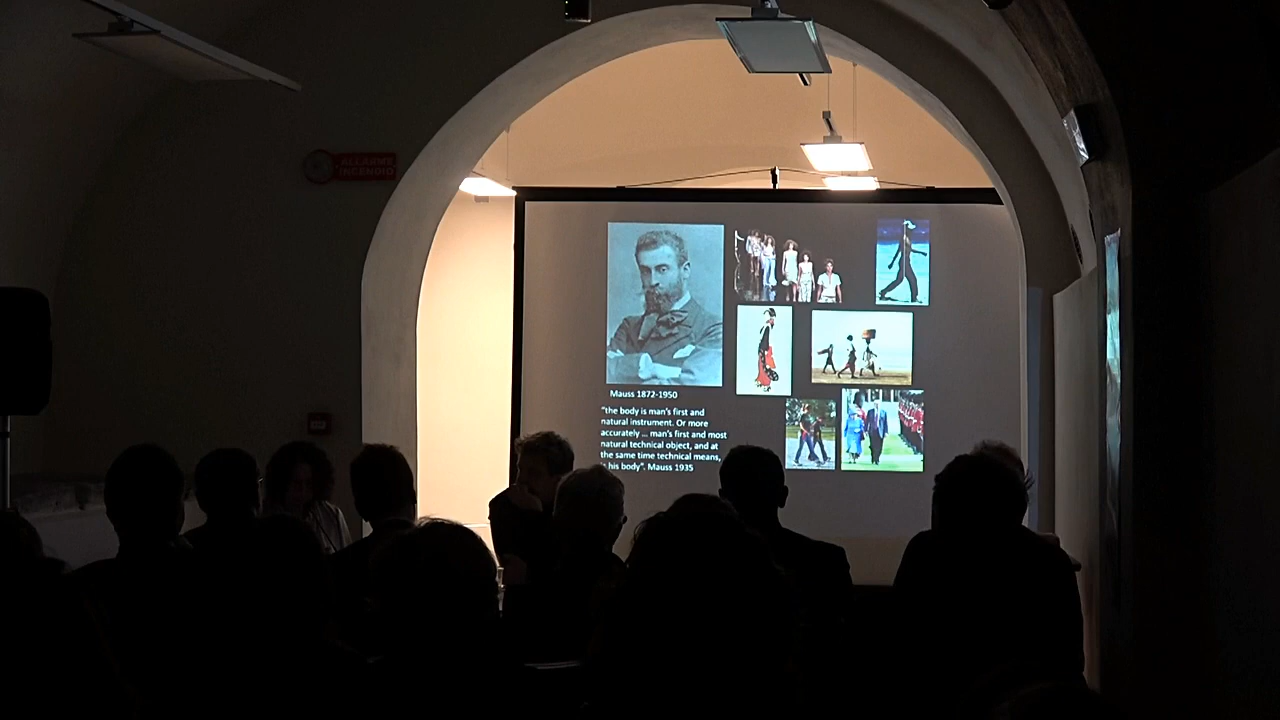 ALLARME
INCENDIO
Mauss 1872-1950
"the body is man's first and
natural instrument. Or more
accurately ... man's first and most
natural technical object, and at
the same time technical means,
his body". Mauss 1935